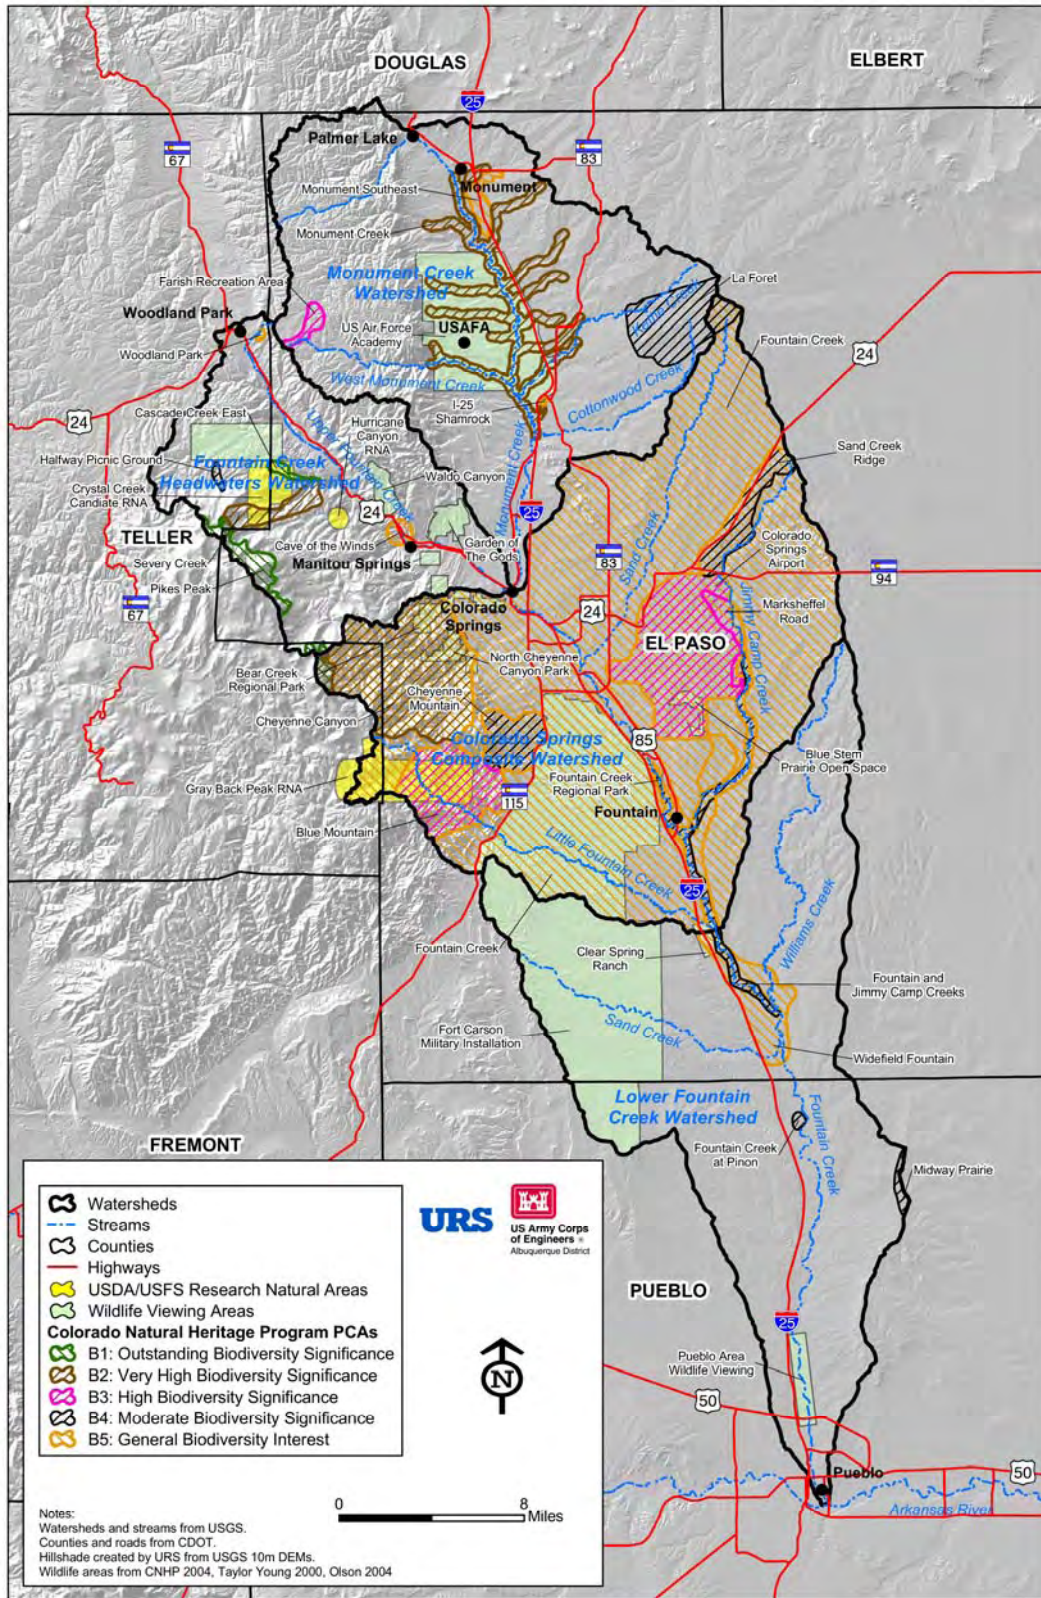 DOUGLAS
ELBERT
25
Palmer Lake
67
83
Monument
Monument Southeast
Monument Creek
Monument Creek
Watershed
La Foret
Farish Recreation Area
Kettle Creek
Woodland Park
US Air Force
Academy
USAFA
Fountain Creek
Woodland Park
24
West Monument Creek
Cottonwood Creek
I-25
Shamrock
24
Cascade Creek East
Hurricane
Canyon
RNA
Upper Fountain Creek
Sand Creek
Ridge
Halfway Picnic Ground
Fountain Creek
Headwaters Watershed
Waldo Canyon
Monument Creek
Crystal Creek
Candiate RNA
24
25
TELLER
Cave of the Winds
Garden of
The Gods
Sand Creek
Colorado
Springs
Airport
Severy Creek
Manitou Springs
83
94
Pikes Peak
67
Colorado
Springs
24
Marksheffel
Road
Jimmy Camp Creek
EL PASO
North Cheyenne
Canyon Park
Bear Creek
Regional Park
Cheyenne
Mountain
Cheyenne Canyon
Colorado Springs
Composite Watershed
85
Blue Stem
Prairie Open Space
Gray Back Peak RNA
Fountain Creek
Regional Park
115
Fountain
Blue Mountain
Little Fountain Creek
25
Williams Creek
Fountain Creek
Clear Spring
Ranch
Fountain and
Jimmy Camp Creeks
Fort Carson
Military Installation
Sand Creek
Widefield Fountain
Lower Fountain
Creek Watershed
Fountain Creek
FREMONT
Fountain Creek
at Pinon
Midway Prairie
Watersheds
Streams
Counties
Highways
USDA/USFS Research Natural Areas
Wildlife Viewing Areas
Colorado Natural Heritage Program PCAs
B1: Outstanding Biodiversity Significance
B2: Very High Biodiversity Significance
B3: High Biodiversity Significance
B4: Moderate Biodiversity Significance
B5: General Biodiversity Interest
URS
US Army Corps
of Engineers ®
Albuquerque District
N
0 8
Miles
Notes:
Watersheds and streams from USGS.
Counties and roads from CDOT.
Hillshade created by URS from USGS 10m DEMs.
Wildlife areas from CNHP 2004, Taylor Young 2000, Olson 2004
PUEBLO
25
Pueblo Area
Wildlife Viewing
50
Pueblo
50
Arkansas River